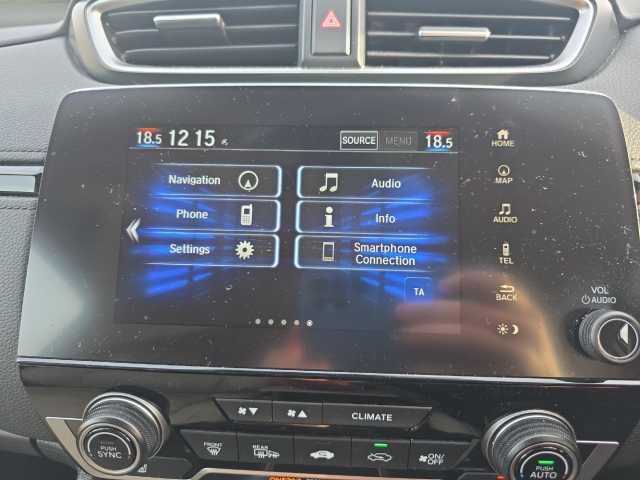 18.5 12 15 SOURCE MENU 18.5
HOME
Navigation
Audio
MAP
Phone
Info
AUDIO
Settings
Smartphone
Connection
TEL
TA
BACK
VOL
AUDIO
CLIMATE
PUSH
SYNC
FRONT
REAR
ON/
OFF
PUSH
AUTO